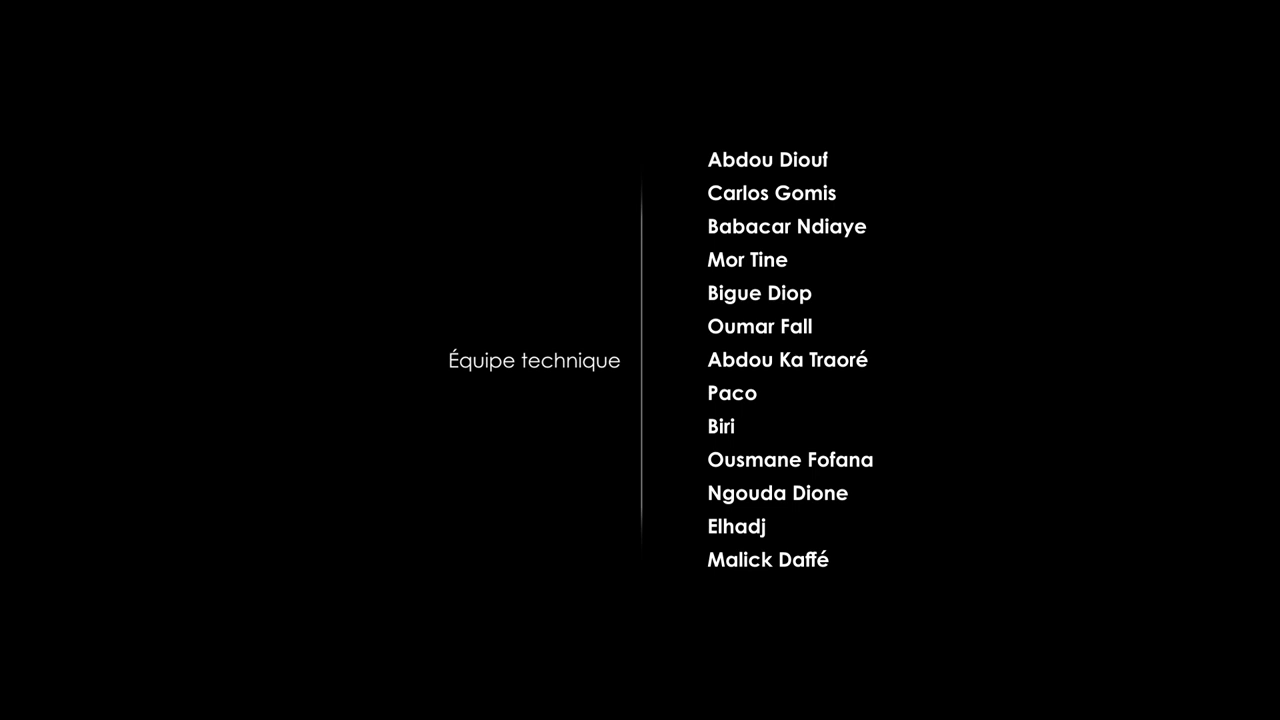 Équipe technique
Abdou Diouf
Carlos Gomis
Babacar Ndiaye
Mor Tine
Bigue Diop
Oumar Fall
Abdou Ka Traoré
Paco
Biri
Ousmane Fofana
Ngouda Dione
Elhadj
Malick Daffé